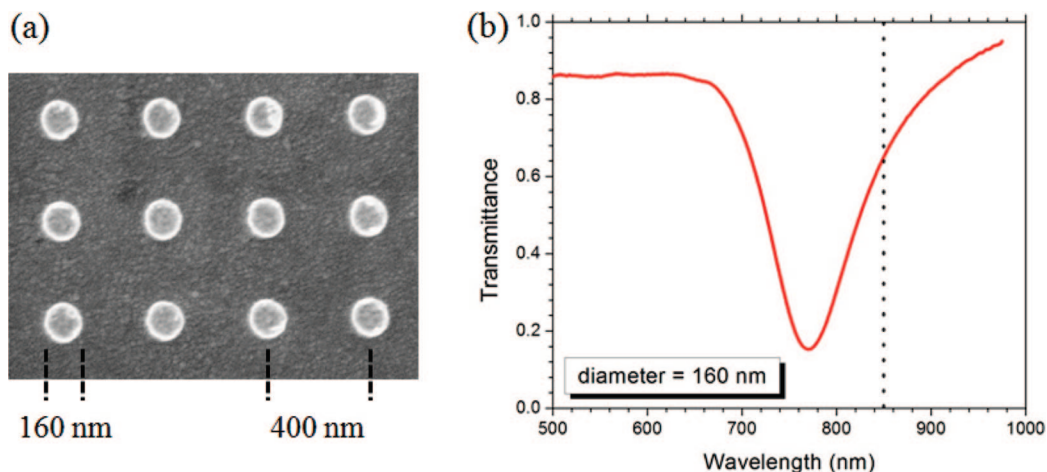 (a)
160 nm
400 nm
(b)
Transmittance
1.0
0.8
0.6
0.4
0.2
0.0
diameter = 160 nm
500 600 700 800 900 1000
Wavelength (nm)